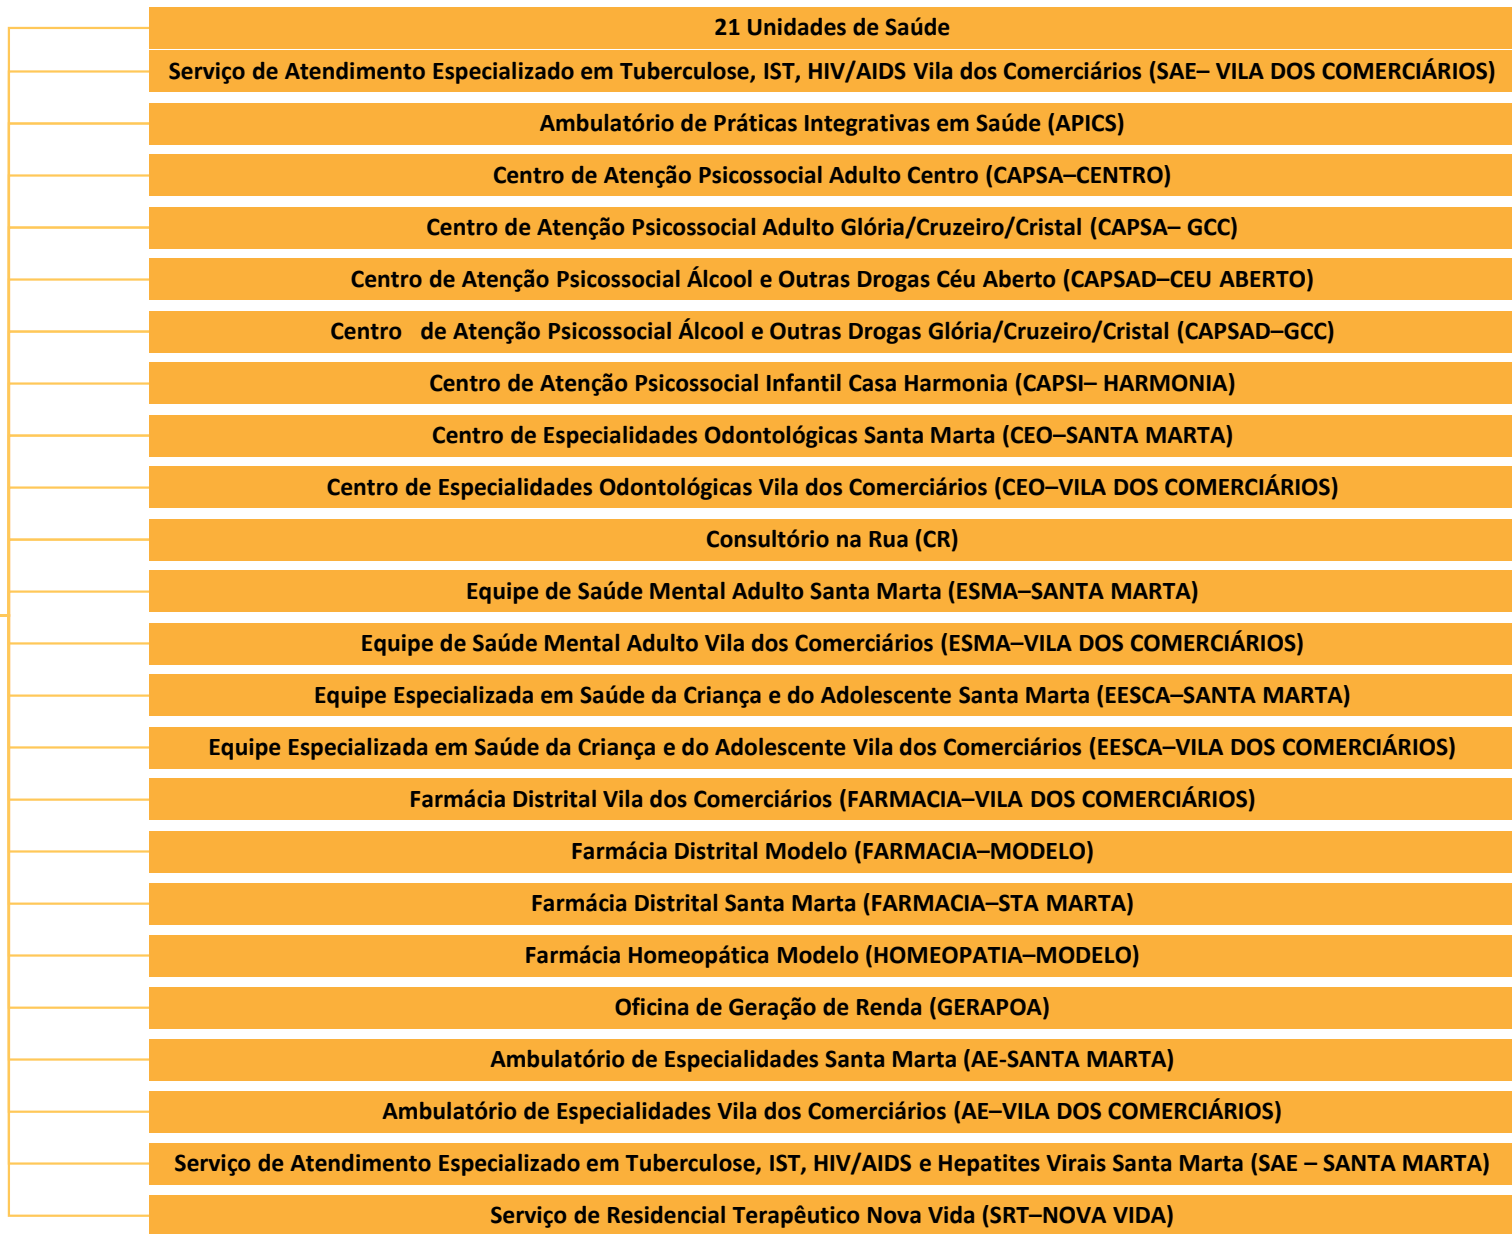 21 Unidades de Saúde
Serviço de Atendimento Especializado em Tuberculose, IST, HIV/AIDS Vila dos Comerciários (SAE– VILA DOS COMERCIÁRIOS)
Ambulatório de Práticas Integrativas em Saúde (APICS)
Centro de Atenção Psicossocial Adulto Centro (CAPSA–CENTRO)
Centro de Atenção Psicossocial Adulto Glória/Cruzeiro/Cristal (CAPSA– GCC)
Centro de Atenção Psicossocial Álcool e Outras Drogas Céu Aberto (CAPSAD–CEU ABERTO)
Centro   de Atenção Psicossocial Álcool e Outras Drogas Glória/Cruzeiro/Cristal (CAPSAD–GCC)
Centro de Atenção Psicossocial Infantil Casa Harmonia (CAPSI– HARMONIA)
Centro de Especialidades Odontológicas Santa Marta (CEO–SANTA MARTA)
Centro de Especialidades Odontológicas Vila dos Comerciários (CEO–VILA DOS COMERCIÁRIOS)
Consultório na Rua (CR)
Equipe de Saúde Mental Adulto Santa Marta (ESMA–SANTA MARTA)
Equipe de Saúde Mental Adulto Vila dos Comerciários (ESMA–VILA DOS COMERCIÁRIOS)
Equipe Especializada em Saúde da Criança e do Adolescente Santa Marta (EESCA–SANTA MARTA)
Equipe Especializada em Saúde da Criança e do Adolescente Vila dos Comerciários (EESCA–VILA DOS COMERCIÁRIOS)
Farmácia Distrital Vila dos Comerciários (FARMACIA–VILA DOS COMERCIÁRIOS)
Farmácia Distrital Modelo (FARMACIA–MODELO)
Farmácia Distrital Santa Marta (FARMACIA–STA MARTA)
Farmácia Homeopática Modelo (HOMEOPATIA–MODELO)
Oficina de Geração de Renda (GERAPOA)
Ambulatório de Especialidades Santa Marta (AE-SANTA MARTA)
Ambulatório de Especialidades Vila dos Comerciários (AE–VILA DOS COMERCIÁRIOS)
Serviço de Atendimento Especializado em Tuberculose, IST, HIV/AIDS e Hepatites Virais Santa Marta (SAE – SANTA MARTA)
Serviço de Residencial Terapêutico Nova Vida (SRT–NOVA VIDA)